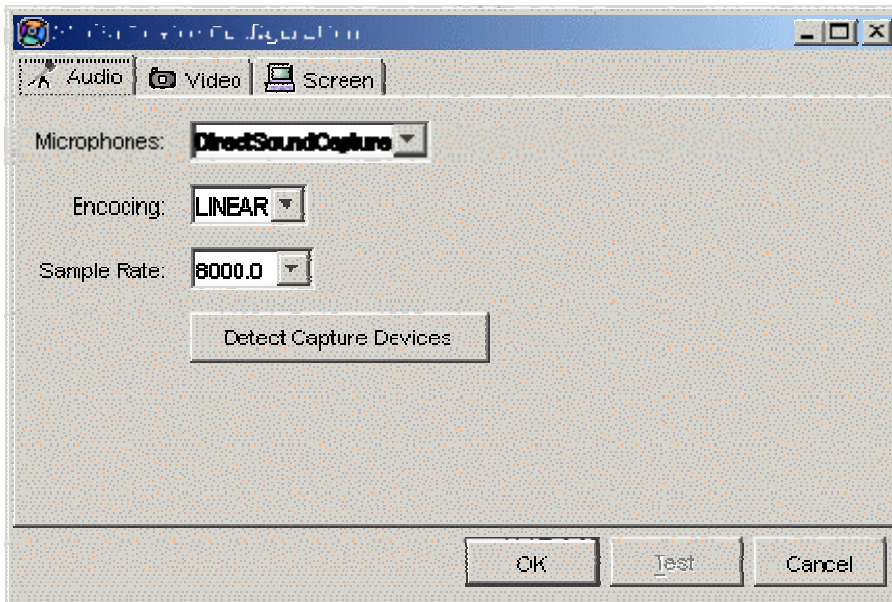 Audio Video Screen
Microphones: DirectSoundCapture
Encocing: LINEAR
Sample Rate: 8000.0
Detect Capture Devices
OK Test Cancel